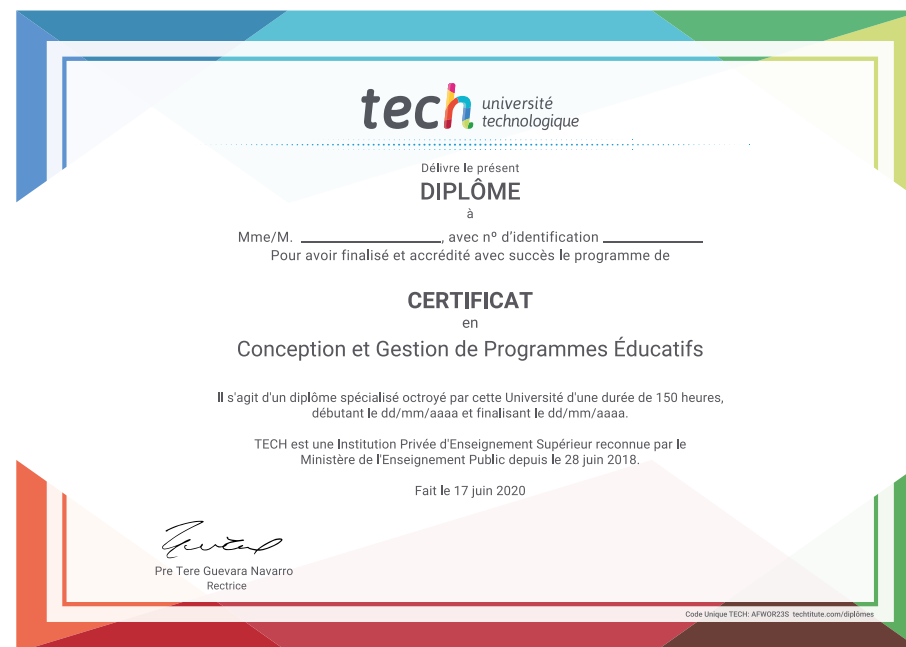 tech université
technologique
Délivre le présent
DIPLÔME
à
Mme/M. ____________________, avec nº d'identification ______________
Pour avoir finalisé et accrédité avec succès le programme de
CERTIFICAT
en
Conception et Gestion de Programmes Éducatifs
Il s'agit d'un diplôme spécialisé octroyé par cette Université d'une durée de 150 heures,
débutant le dd/mm/aaaa et finalisant le dd/mm/aaaa.
TECH est une Institution Privée d'Enseignement Supérieur reconnue par le
Ministère de l'Enseignement Public depuis le 28 juin 2018.
Fait le 17 juin 2020
Pre Tere Guevara Navarro
Rectrice
Code Unique TECH: AFWOR23S techtitute.com/diplômes